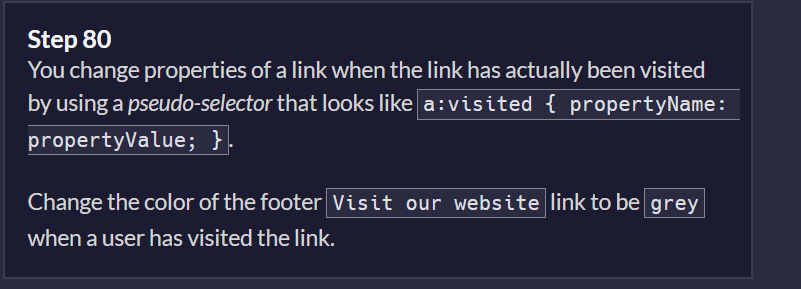 Step 80
You change properties of a link when the link has actually been visited
by using a pseudo-selector that looks like a:visited { propertyName:
propertyValue; }.
Change the color of the footer Visit our website link to be grey
when a user has visited the link.